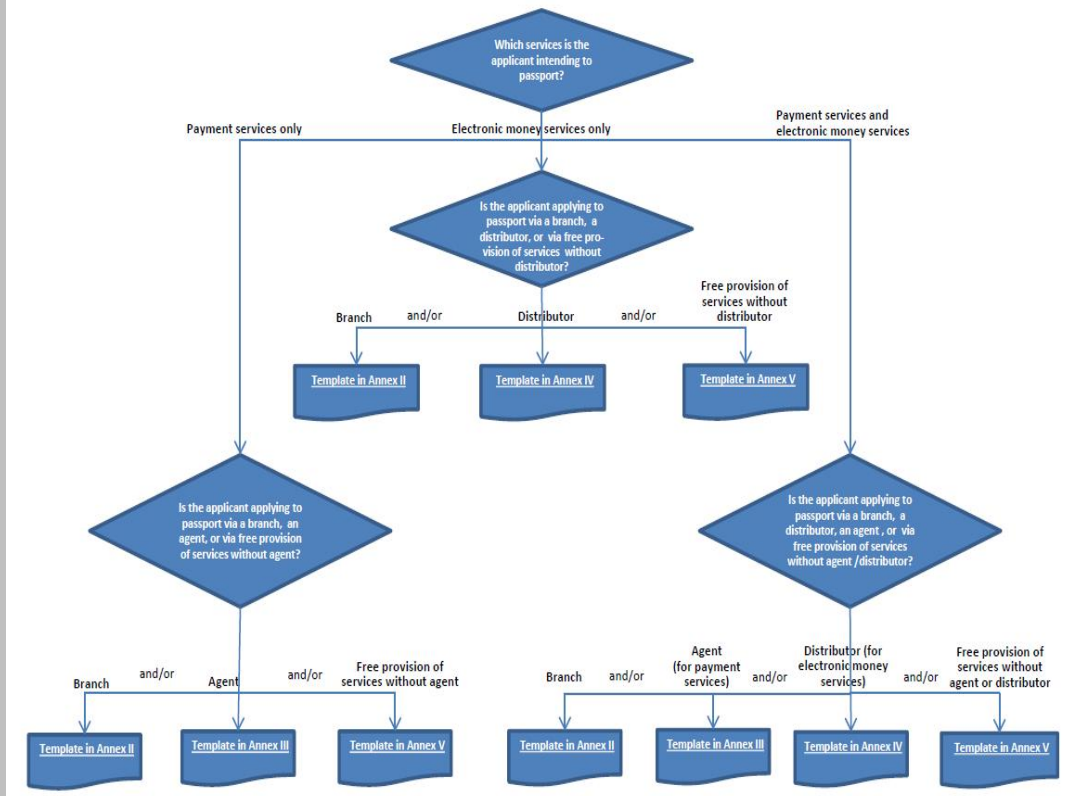 Which services is the
applicant intending to
passport?
Payment services only
Electronic money services only
Payment services and
electronic money services
Is the applicant applying to
passport via a branch, a
distributor, or via free pro-
vision of services without
distributor?
Branch
and/or
Distributor
and/or
Free provision of
services without
distributor
Template in Annex II
Template in Annex IV
Template in Annex V
Is the applicant applying to
passport via a branch, an
agent, or via free provision
of services without agent?
Is the applicant applying to
passport via a branch, a
distributor, an agent , or via
free provision of services
without agent /distributor?
Branch
and/or
Agent
and/or
Free provision of
services without agent
Branch
and/or
Agent
(for payment
services)
and/or
Distributor (for
electronic money
services)
and/or
Free provision of
services without
agent or distributor
Template in Annex II
Template in Annex III
Template in Annex V
Template in Annex II
Template in Annex III
Template in Annex IV
Template in Annex V